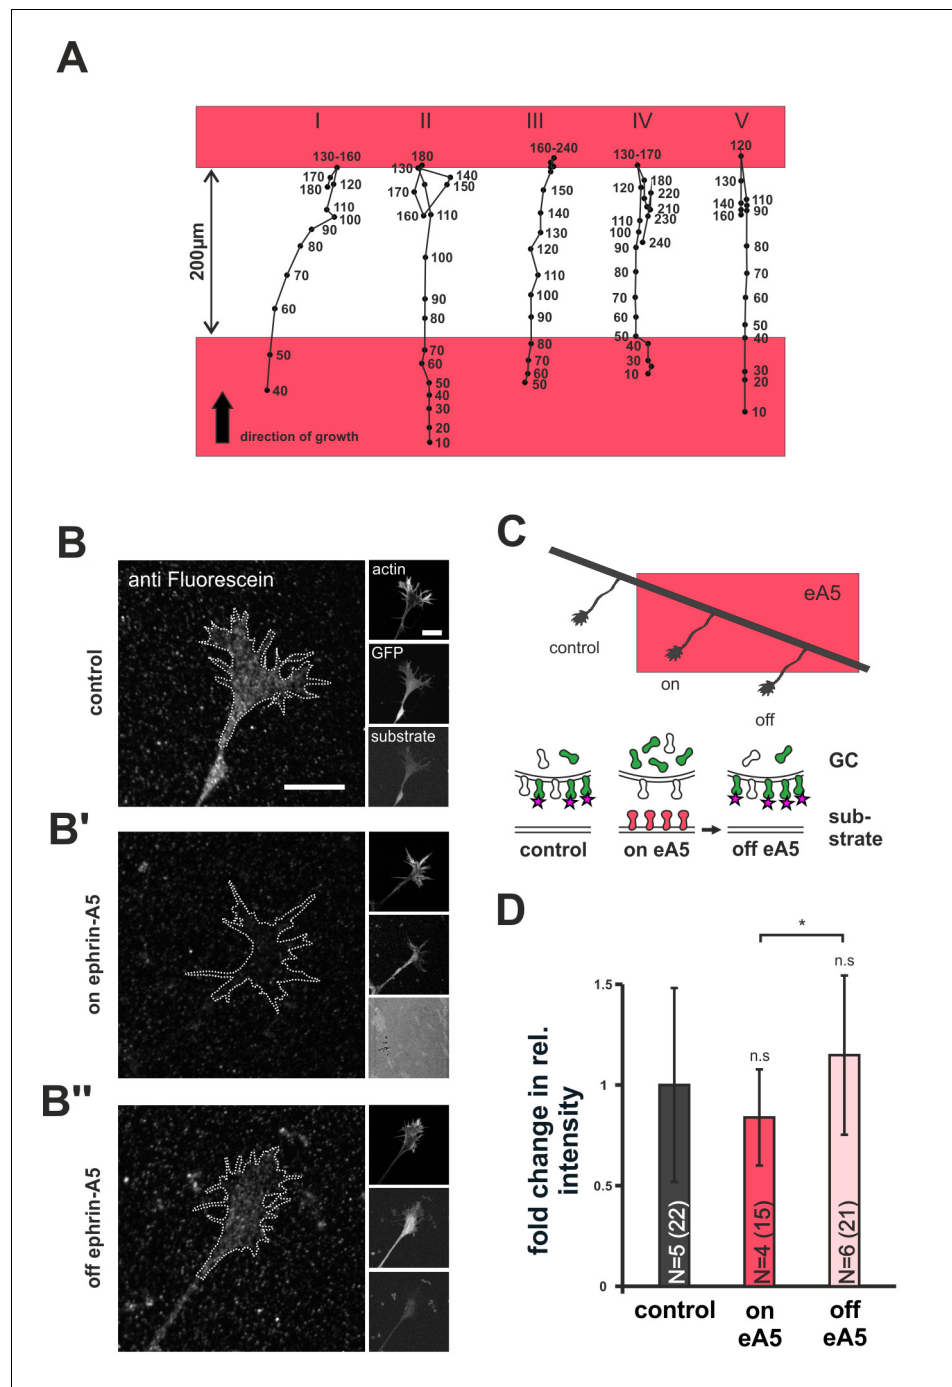 A
I II III IV V
130-160
170
180
120
110
100
90
80
70
60
50
40
180
130
140
170
150
160
110
100
90
80
70
60
50
40
30
20
10
160-240
150
140
130
120
110
100
90
80
70
60
50
130-170
180
120
220
210
110
230
100
90
240
80
70
60
50
40
30
10
120
130
110
140
90
160
80
70
60
50
40
30
20
10
200µm
direction of growth
B
anti Fluorescein
actin
GFP
substrate
control
B'
on ephrin-A5
B''
off ephrin-A5
C
eA5
control
on
off
GC
sub-
strate
control
on eA5
off eA5
D
*
n.s
n.s
1.5
1
0.5
0
fold change in rel.
intensity
N=5 (22)
N=4 (15)
N=6 (21)
control
on
eA5
off
eA5